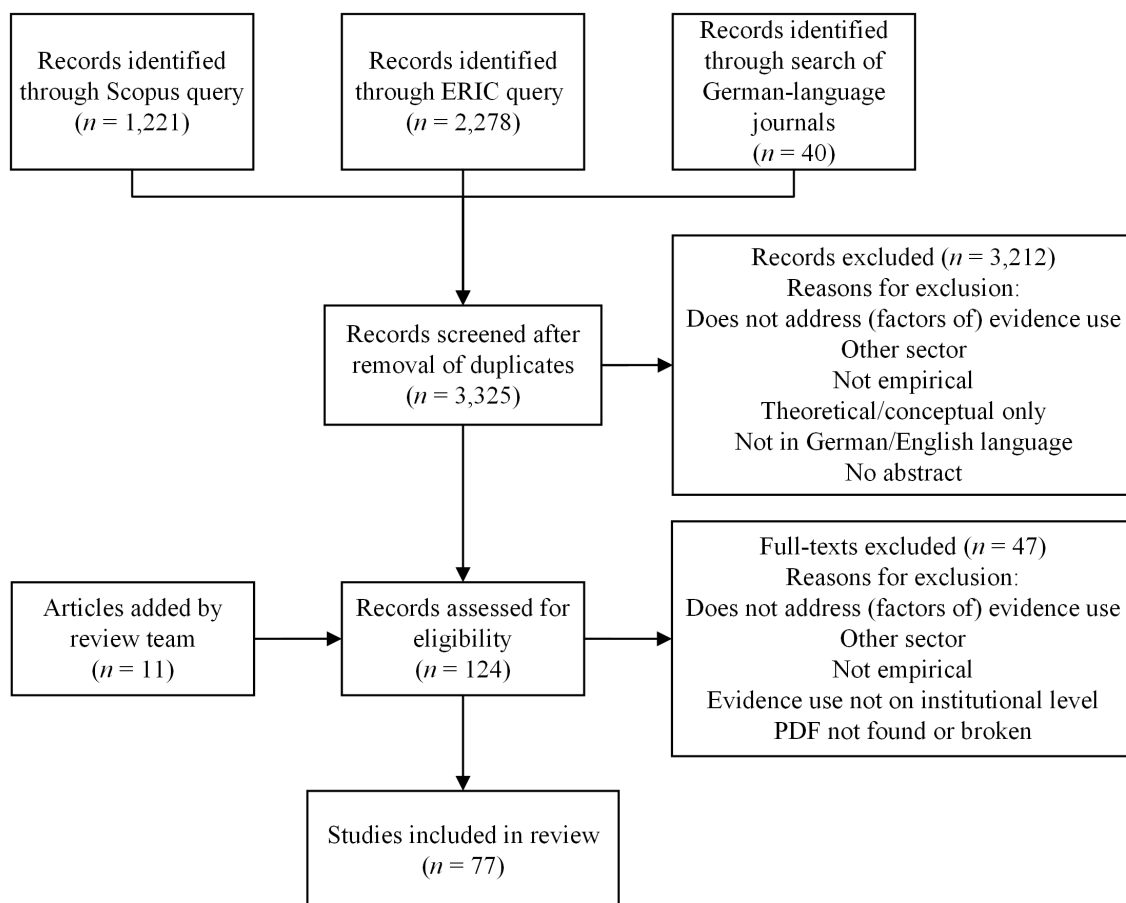 Records identified
through Scopus query
(n = 1,221)
Records identified
through ERIC query
(n = 2,278)
Records identified
through search of
German-language
journals
(n = 40)
Records screened after
removal of duplicates
(n = 3,325)
Records excluded (n = 3,212)
Reasons for exclusion:
Does not address (factors of) evidence use
Other sector
Not empirical
Theoretical/conceptual only
Not in German/English language
No abstract
Articles added by
review team
(n = 11)
Records assessed for
eligibility
(n = 124)
Full-texts excluded (n = 47)
Reasons for exclusion:
Does not address (factors of) evidence use
Other sector
Not empirical
Evidence use not on institutional level
PDF not found or broken
Studies included in review
(n = 77)